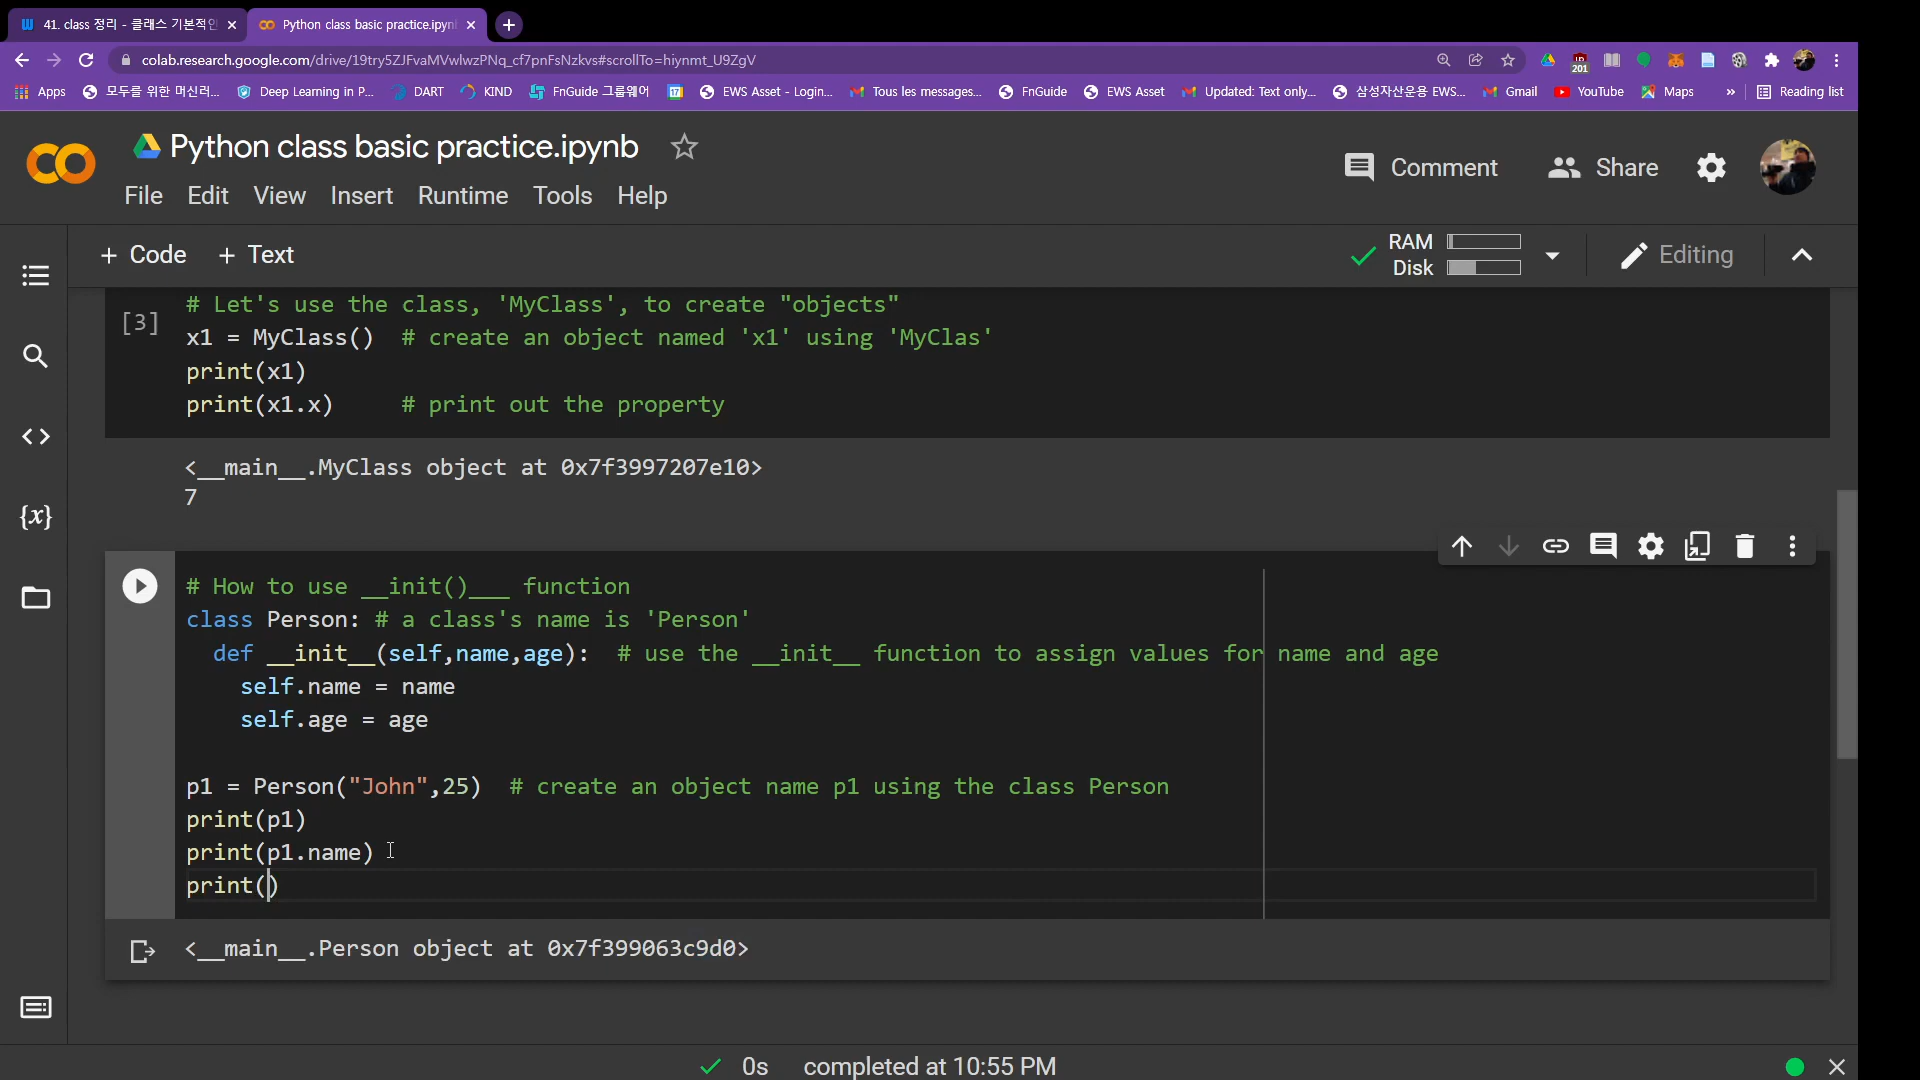 41. class 정리 - 클래스 기본적인
Python class basic practice.ipynb
colab.research.google.com/drive/19try5ZJFvaMVwlwzPNq_cf7pnFsNzkvs#scrollTo=hiynmt_U9ZgV
201
Apps 모두를 위한 머신러... Deep Learning in P... DART KIND FnGuide 그룹웨어 17 EWS Asset - Login... Tous les messages... FnGuide EWS Asset Updated: Text only... 삼성자산운용 EWS... Gmail YouTube Maps » Reading list
Python class basic practice.ipynb
Comment Share
File Edit View Insert Runtime Tools Help
+ Code + Text
RAM
Disk
Editing
# Let's use the class, 'MyClass', to create "objects"
[3]
x1 = MyClass()  # create an object named 'x1' using 'MyClas'
print(x1)
print(x1.x)     # print out the property
<__main__.MyClass object at 0x7f3997207e10>
7
# How to use __init()___ function
class Person: # a class's name is 'Person'
  def __init__(self,name,age):  # use the __init__ function to assign values for name and age
    self.name = name
    self.age = age
p1 = Person("John",25)  # create an object name p1 using the class Person
print(p1)
print(p1.name)
print()
<__main__.Person object at 0x7f399063c9d0>
0s completed at 10:55 PM